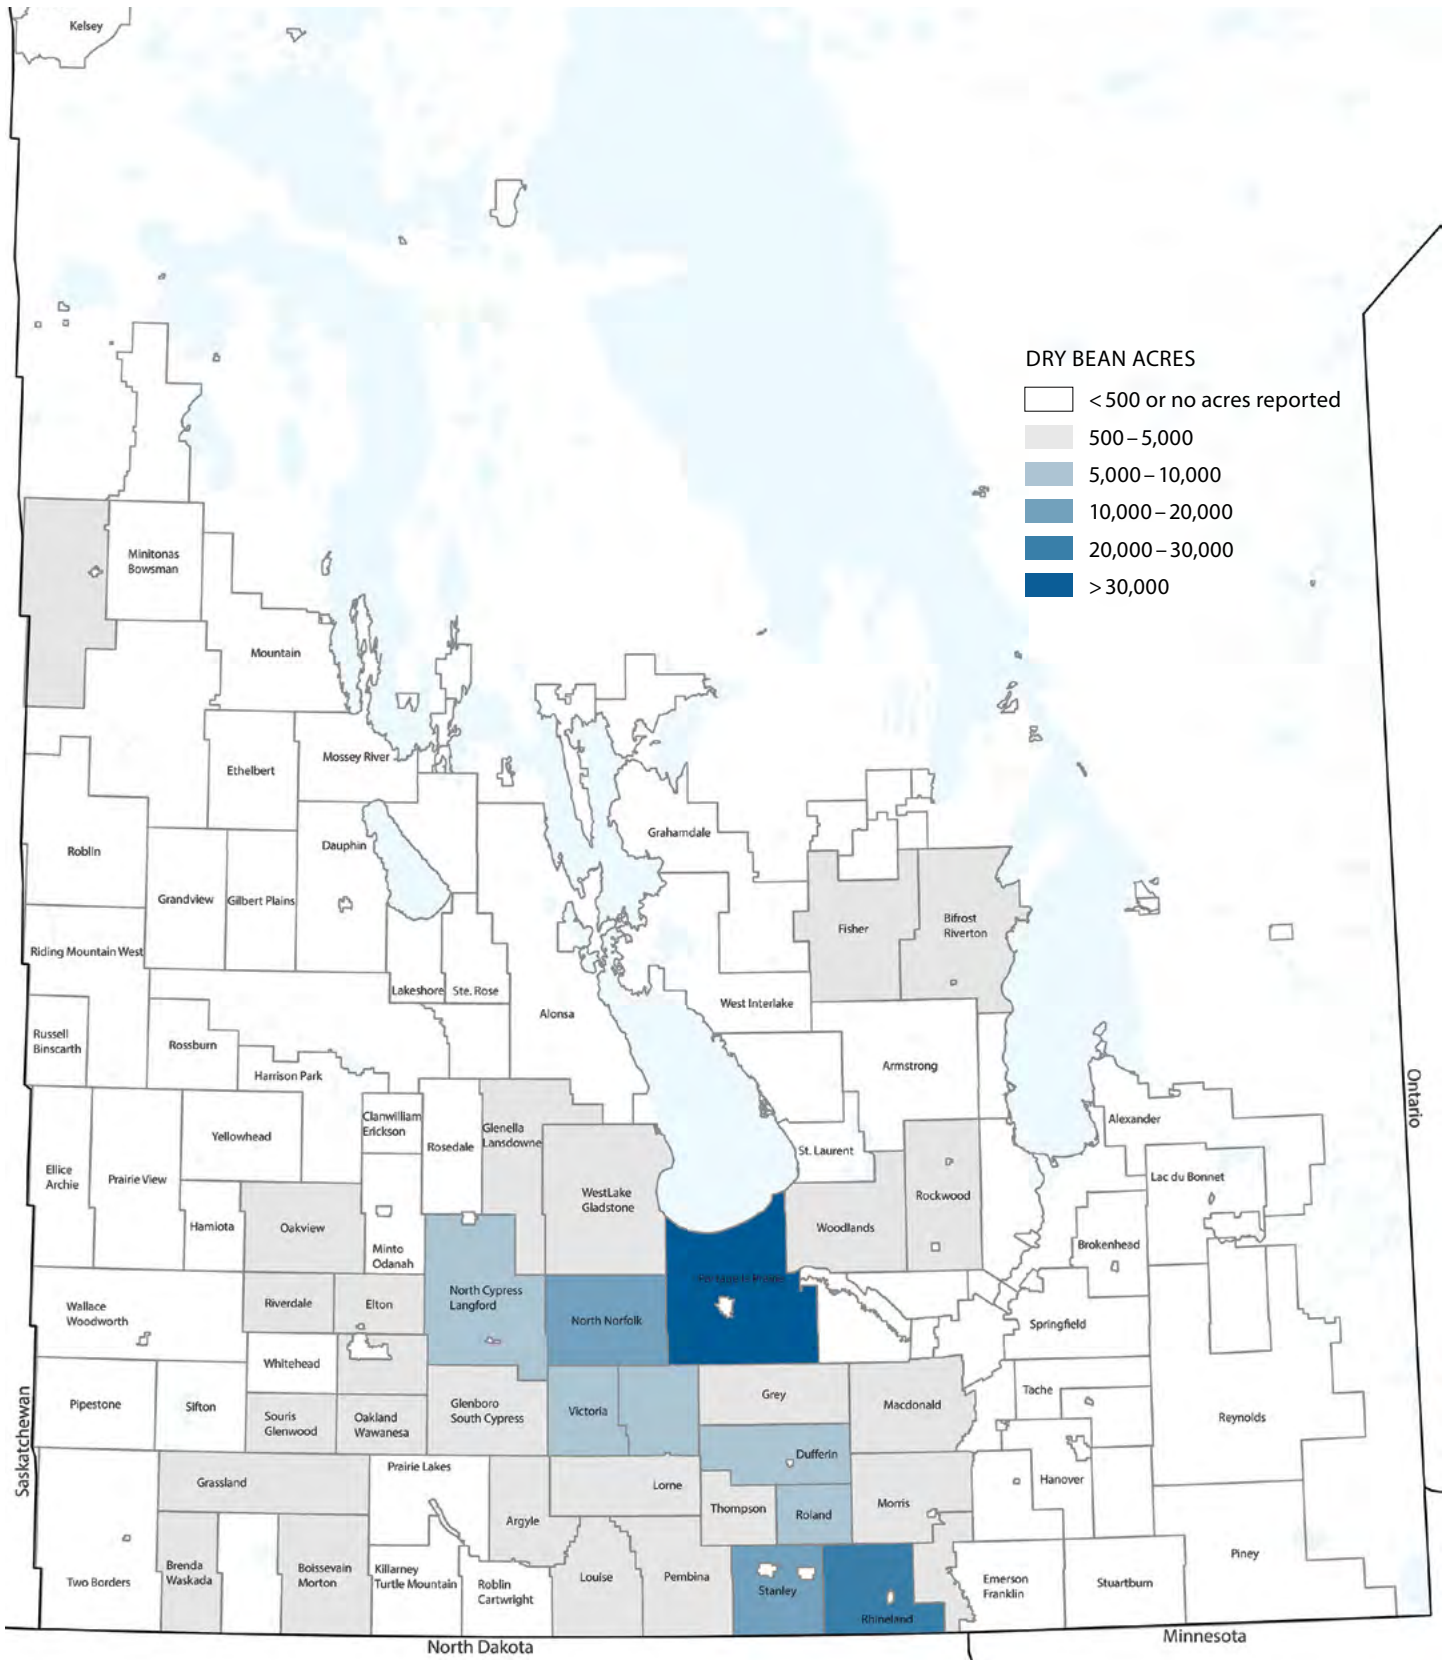 Kelsey
DRY BEAN ACRES
< 500 or no acres reported
500 – 5,000
5,000 – 10,000
10,000 – 20,000
20,000 – 30,000
> 30,000
Minitonas
Bowsman
Mountain
Ethelbert
Mossey River
Roblin
Grandview
Gilbert Plains
Dauphin
Grahamdale
Fisher
Bifrost
Riverton
Riding Mountain West
Lakeshore
Ste. Rose
Alonsa
West Interlake
Russell
Binscarth
Rossburn
Harrison Park
Armstrong
Ontario
Alexander
Clanwilliam
Erickson
Rosedale
Glenella
Lansdowne
Yellowhead
Ellice
Archie
Prairie View
St. Laurent
Lac du Bonnet
Hamiota
Oakview
Minto
Odanah
WestLake
Gladstone
Woodlands
Rockwood
Brokenhead
Wallace
Woodworth
Riverdale
Elton
North Cypress
Langford
North Norfolk
Portage la Prairie
Springfield
Whitehead
Saskatchewan
Pipestone
Sifton
Souris
Glenwood
Oakland
Wawanesa
Glenboro
South Cypress
Victoria
Grey
Macdonald
Tache
Reynolds
Dufferin
Grassland
Prairie Lakes
Lorne
Hanover
Argyle
Thompson
Roland
Morris
Two Borders
Brenda
Waskada
Boissevain
Morton
Killarney
Turtle Mountain
Roblin
Cartwright
Louise
Pembina
Stanley
Rhineland
Emerson
Franklin
Stuartburn
Piney
North Dakota
Minnesota